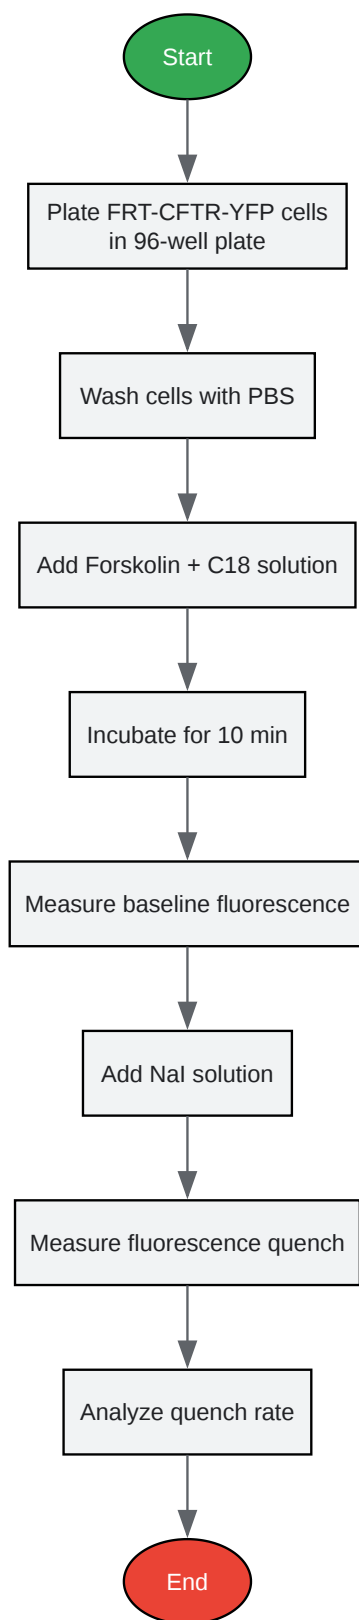 Start
Plate FRT-CFTR-YFP cells
in 96-well plate
Wash cells with PBS
Add Forskolin + C18 solution
Incubate for 10 min
Measure baseline fluorescence
Add NaI solution
Measure fluorescence quench
Analyze quench rate
End